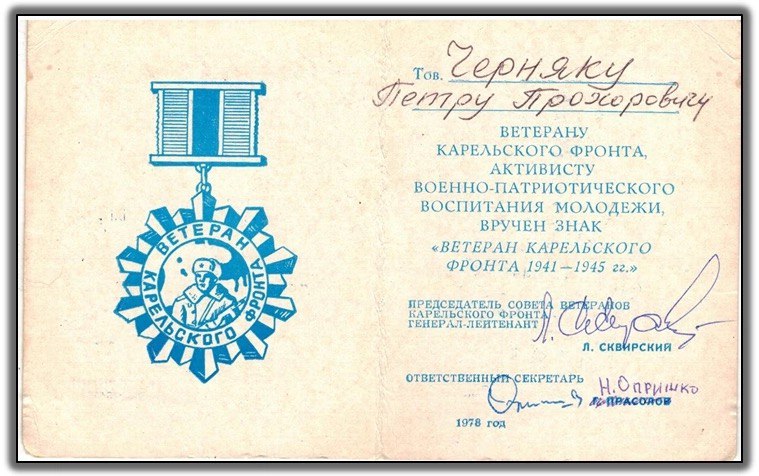 ВЕТЕРАН
КАРЕЛЬСКОГО ФРОНТА
Тов. Черняку
Петру Прохоровичу
ВЕТЕРАНУ
КАРЕЛЬСКОГО ФРОНТА,
АКТИВИСТУ
ВОЕННО-ПАТРИОТИЧЕСКОГО
ВОСПИТАНИЯ МОЛОДЕЖИ,
ВРУЧЕН ЗНАК
«ВЕТЕРАН КАРЕЛЬСКОГО
ФРОНТА 1941—1945 гг.»
ПРЕДСЕДАТЕЛЬ СОВЕТА ВЕТЕРАНОВ
КАРЕЛЬСКОГО ФРОНТА
ГЕНЕРАЛ-ЛЕЙТЕНАНТ
Л. СКВИРСКИЙ
ОТВЕТСТВЕННЫЙ СЕКРЕТАРЬ
Н. Опришко
ПРАСОЛОВ
1978 год